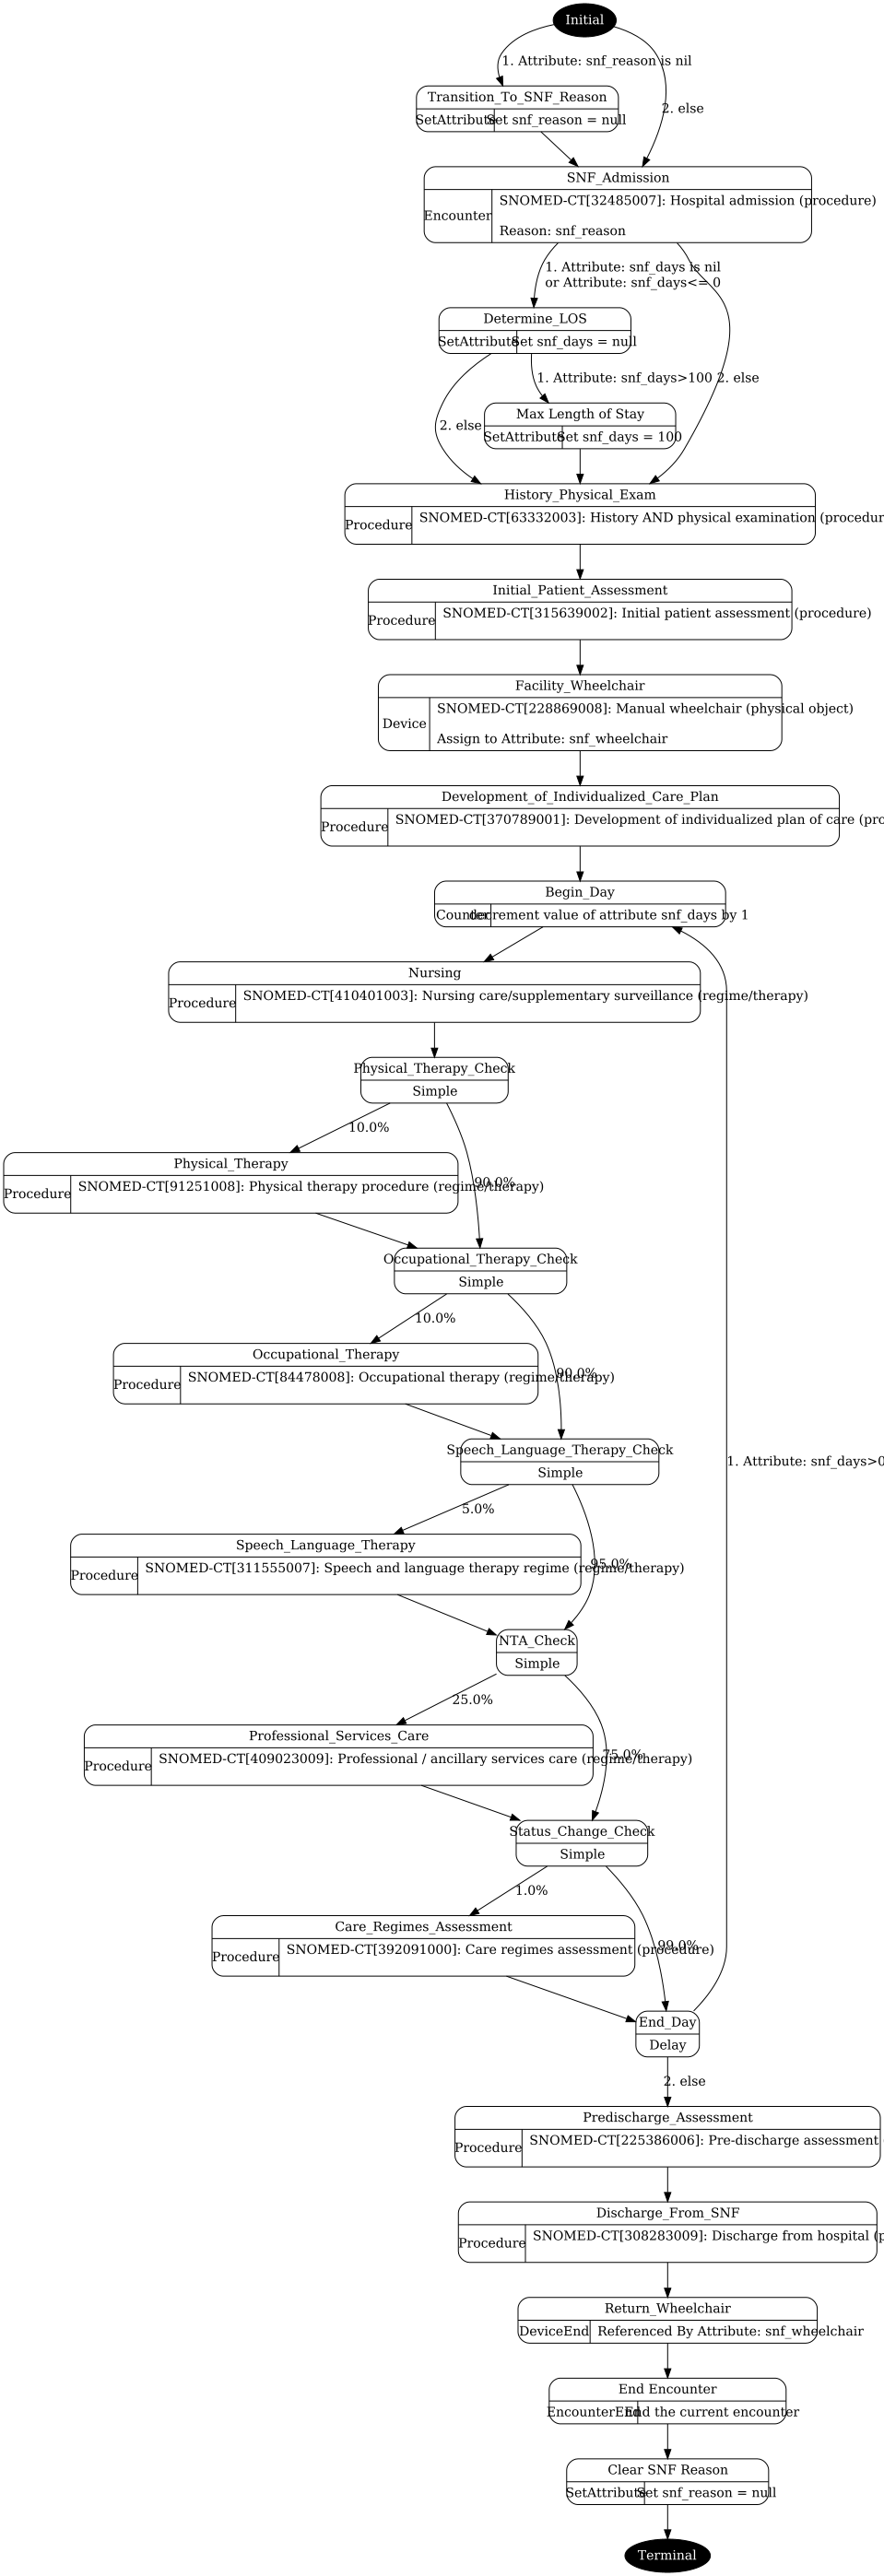 Initial
1. Attribute: snf_reason is nil
2. else
Transition_To_SNF_Reason
SetAttribute
Set snf_reason = null
SNF_Admission
Encounter
SNOMED-CT[32485007]: Hospital admission (procedure)
Reason: snf_reason
1. Attribute: snf_days is nil
or Attribute: snf_days<= 0
Determine_LOS
SetAttribute
Set snf_days = null
1. Attribute: snf_days>100
2. else
2. else
Max Length of Stay
SetAttribute
Set snf_days = 100
History_Physical_Exam
Procedure
SNOMED-CT[63332003]: History AND physical examination (procedur
Initial_Patient_Assessment
Procedure
SNOMED-CT[315639002]: Initial patient assessment (procedure)
Facility_Wheelchair
Device
SNOMED-CT[228869008]: Manual wheelchair (physical object)
Assign to Attribute: snf_wheelchair
Development_of_Individualized_Care_Plan
Procedure
SNOMED-CT[370789001]: Development of individualized plan of care (pro
Begin_Day
Counter
decrement value of attribute snf_days by 1
Nursing
Procedure
SNOMED-CT[410401003]: Nursing care/supplementary surveillance (regime/therapy)
Physical_Therapy_Check
Simple
10.0%
90.0%
Physical_Therapy
Procedure
SNOMED-CT[91251008]: Physical therapy procedure (regime/therapy)
Occupational_Therapy_Check
Simple
10.0%
90.0%
Occupational_Therapy
Procedure
SNOMED-CT[84478008]: Occupational therapy (regime/therapy)
Speech_Language_Therapy_Check
Simple
1. Attribute: snf_days>0
5.0%
95.0%
Speech_Language_Therapy
Procedure
SNOMED-CT[311555007]: Speech and language therapy regime (regime/therapy)
NTA_Check
Simple
25.0%
75.0%
Professional_Services_Care
Procedure
SNOMED-CT[409023009]: Professional / ancillary services care (regime/therapy)
Status_Change_Check
Simple
1.0%
99.0%
Care_Regimes_Assessment
Procedure
SNOMED-CT[392091000]: Care regimes assessment (procedure)
End_Day
Delay
2. else
Predischarge_Assessment
Procedure
SNOMED-CT[225386006]: Pre-discharge assessment
Discharge_From_SNF
Procedure
SNOMED-CT[308283009]: Discharge from hospital (p
Return_Wheelchair
DeviceEnd
Referenced By Attribute: snf_wheelchair
End Encounter
EncounterEnd
End the current encounter
Clear SNF Reason
SetAttribute
Set snf_reason = null
Terminal